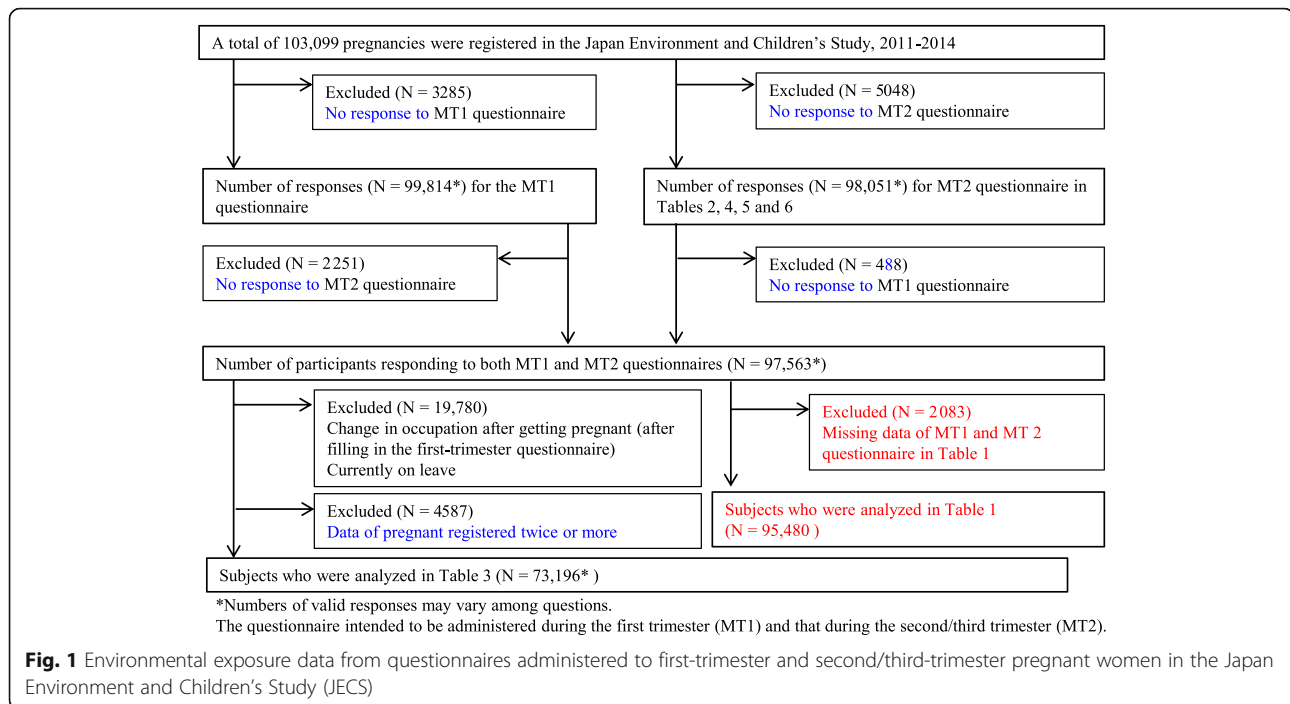 A total of 103,099 pregnancies were registered in the Japan Environment and Children's Study, 2011-2014
Excluded (N = 3285)
No response to MT1 questionnaire
Excluded (N = 5048)
No response to MT2 questionnaire
Number of responses (N = 99,814*) for the MT1
questionnaire
Number of responses (N = 98,051*) for MT2 questionnaire in
Tables 2, 4, 5 and 6
Excluded (N = 2251)
No response to MT2 questionnaire
Excluded (N = 488)
No response to MT1 questionnaire
Number of participants responding to both MT1 and MT2 questionnaires (N = 97,563*)
Excluded (N = 19,780)
Change in occupation after getting pregnant (after
filling in the first-trimester questionnaire)
Currently on leave
Excluded (N = 2083)
Missing data of MT1 and MT 2
questionnaire in Table 1
Excluded (N = 4587)
Data of pregnant registered twice or more
Subjects who were analyzed in Table 1
(N = 95,480 )
Subjects who were analyzed in Table 3 (N = 73,196* )
*Numbers of valid responses may vary among questions.
The questionnaire intended to be administered during the first trimester (MT1) and that during the second/third trimester (MT2).
Fig. 1 Environmental exposure data from questionnaires administered to first-trimester and second/third-trimester pregnant women in the Japan
Environment and Children's Study (JECS)